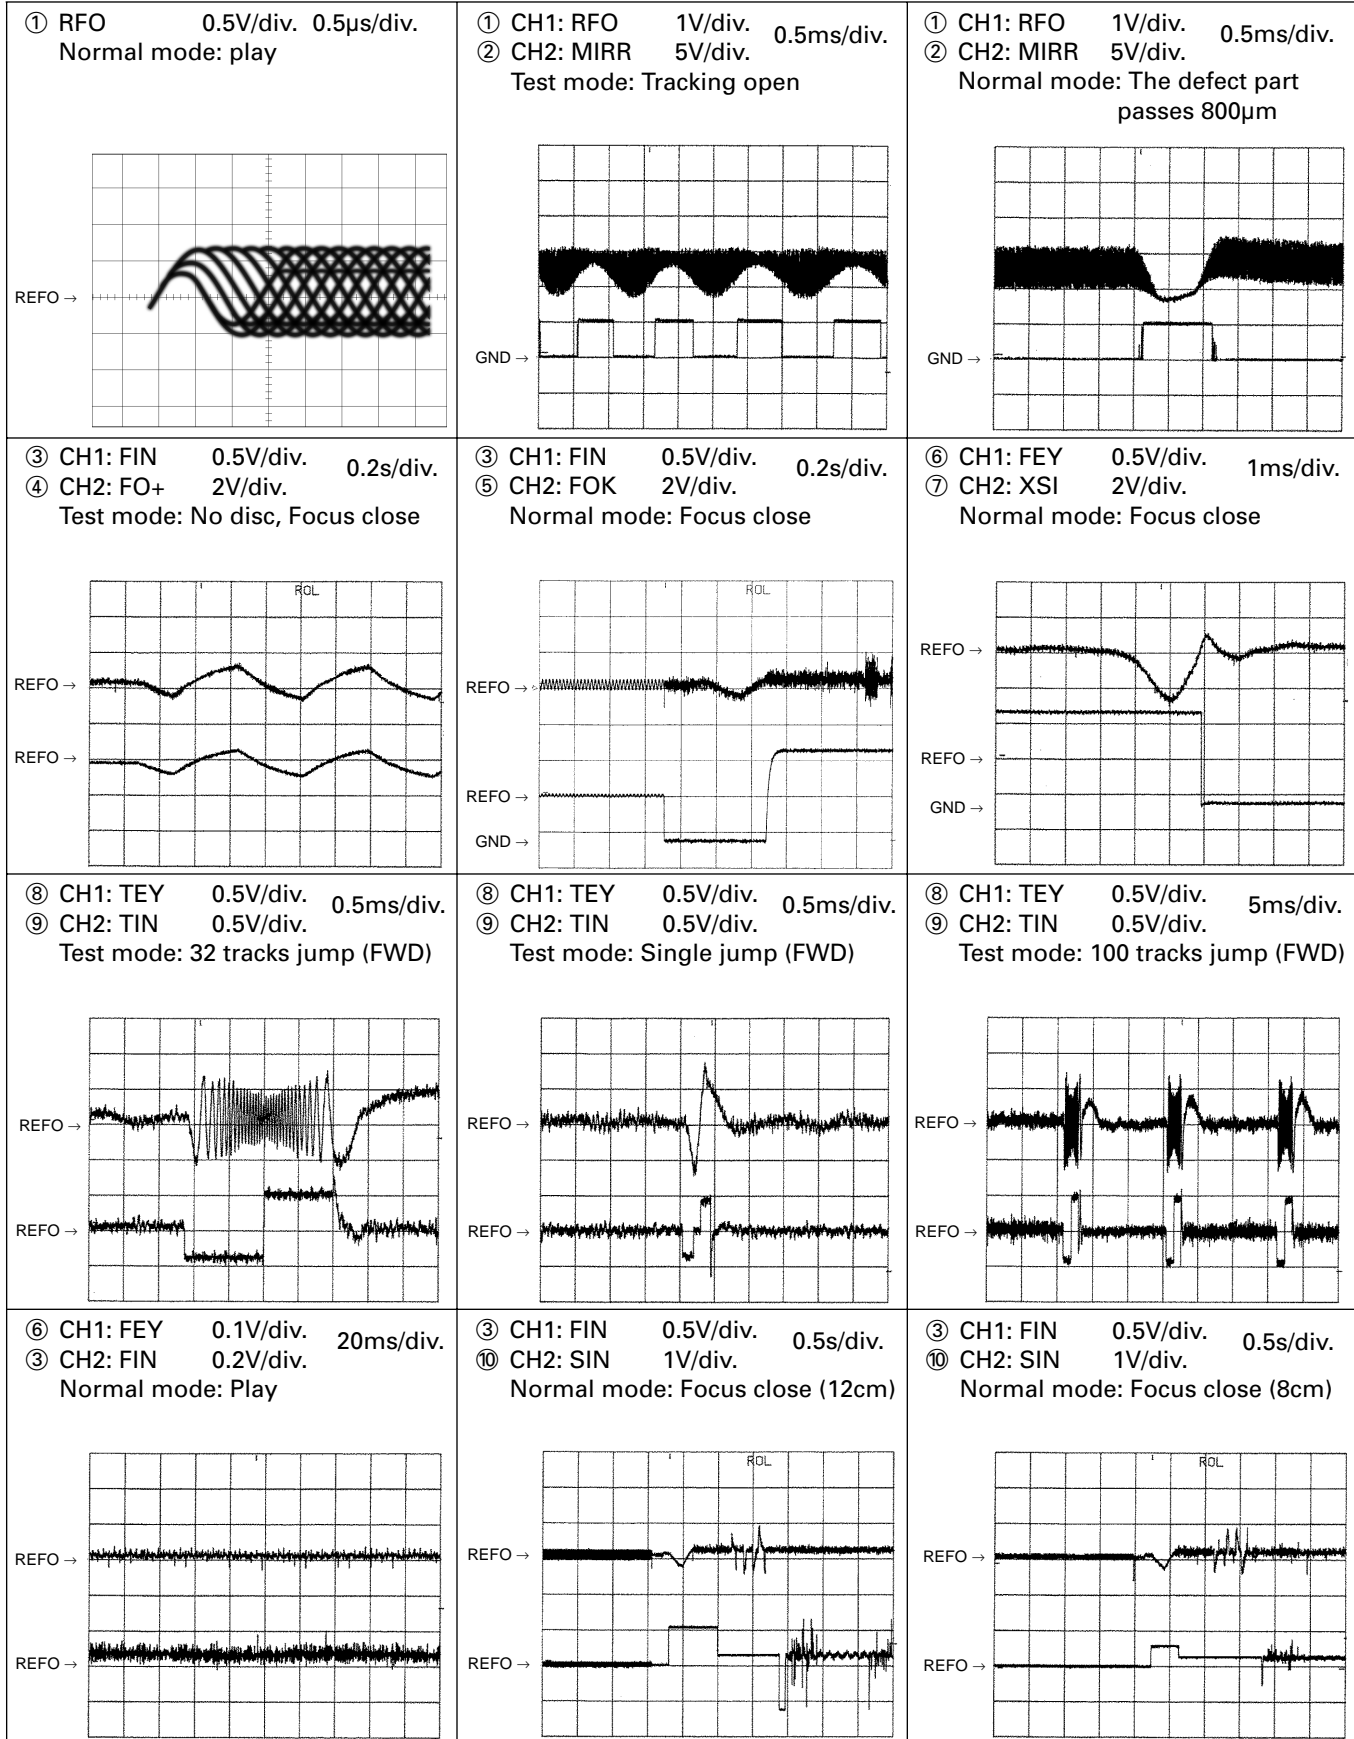 ① RFO 0.5V/div. 0.5µs/div.
Normal mode: play
REFO →
① CH1: RFO 1V/div. 0.5ms/div.
② CH2: MIRR 5V/div.
Test mode: Tracking open
GND →
① CH1: RFO 1V/div. 0.5ms/div.
② CH2: MIRR 5V/div.
Normal mode: The defect part
passes 800µm
GND →
③ CH1: FIN 0.5V/div. 0.2s/div.
④ CH2: FO+ 2V/div.
Test mode: No disc, Focus close
ROL
REFO →
REFO →
③ CH1: FIN 0.5V/div. 0.2s/div.
⑤ CH2: FOK 2V/div.
Normal mode: Focus close
ROL
REFO →
REFO →
GND →
⑥ CH1: FEY 0.5V/div. 1ms/div.
⑦ CH2: XSI 2V/div.
Normal mode: Focus close
REFO →
REFO →
GND →
⑧ CH1: TEY 0.5V/div. 0.5ms/div.
⑨ CH2: TIN 0.5V/div.
Test mode: 32 tracks jump (FWD)
REFO →
REFO →
⑧ CH1: TEY 0.5V/div. 0.5ms/div.
⑨ CH2: TIN 0.5V/div.
Test mode: Single jump (FWD)
REFO →
REFO →
⑧ CH1: TEY 0.5V/div. 5ms/div.
⑨ CH2: TIN 0.5V/div.
Test mode: 100 tracks jump (FWD)
REFO →
REFO →
⑥ CH1: FEY 0.1V/div. 20ms/div.
③ CH2: FIN 0.2V/div.
Normal mode: Play
REFO →
REFO →
③ CH1: FIN 0.5V/div. 0.5s/div.
⑩ CH2: SIN 1V/div.
Normal mode: Focus close (12cm)
ROL
REFO →
REFO →
③ CH1: FIN 0.5V/div. 0.5s/div.
⑩ CH2: SIN 1V/div.
Normal mode: Focus close (8cm)
ROL
REFO →
REFO →